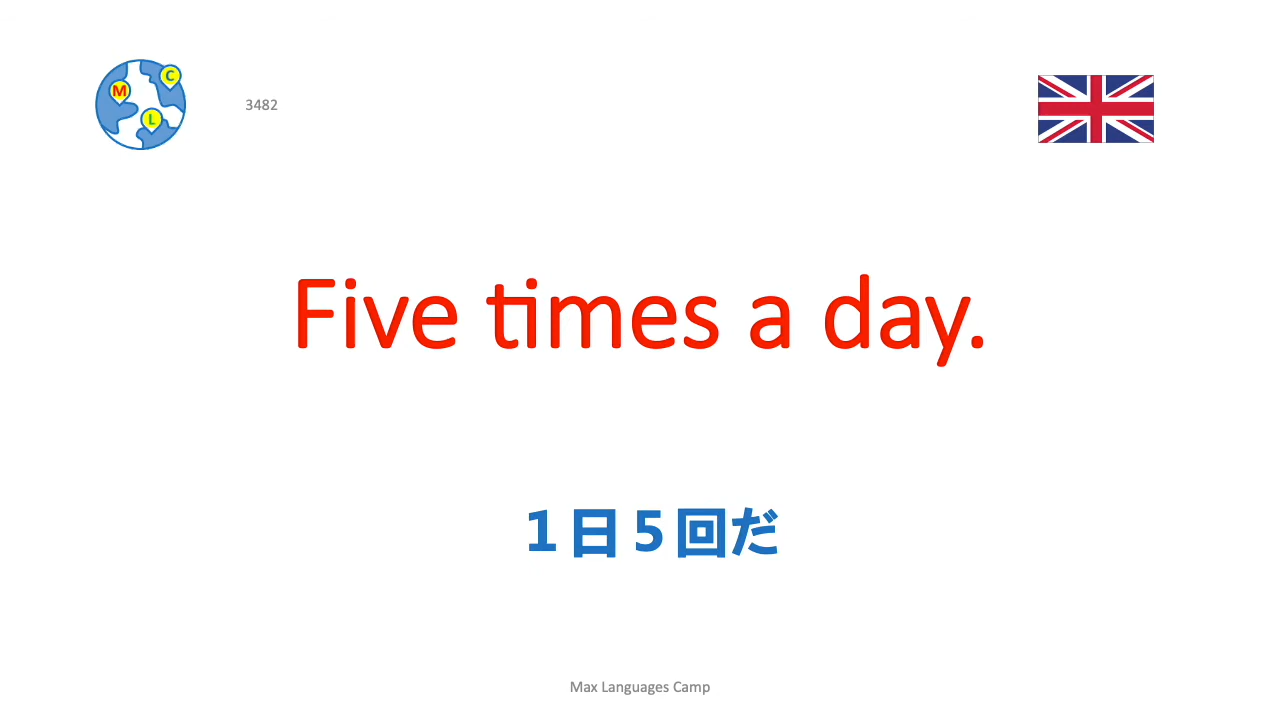 M
C
L
3482
Five times a day.
１日５回だ
Max Languages Camp